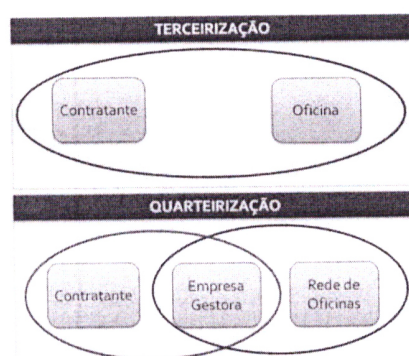 TERCEIRIZAÇÃO
Contratante
Oficina
QUARTEIRIZAÇÃO
Contratante
Empresa
Gestora
Rede de
Oficinas